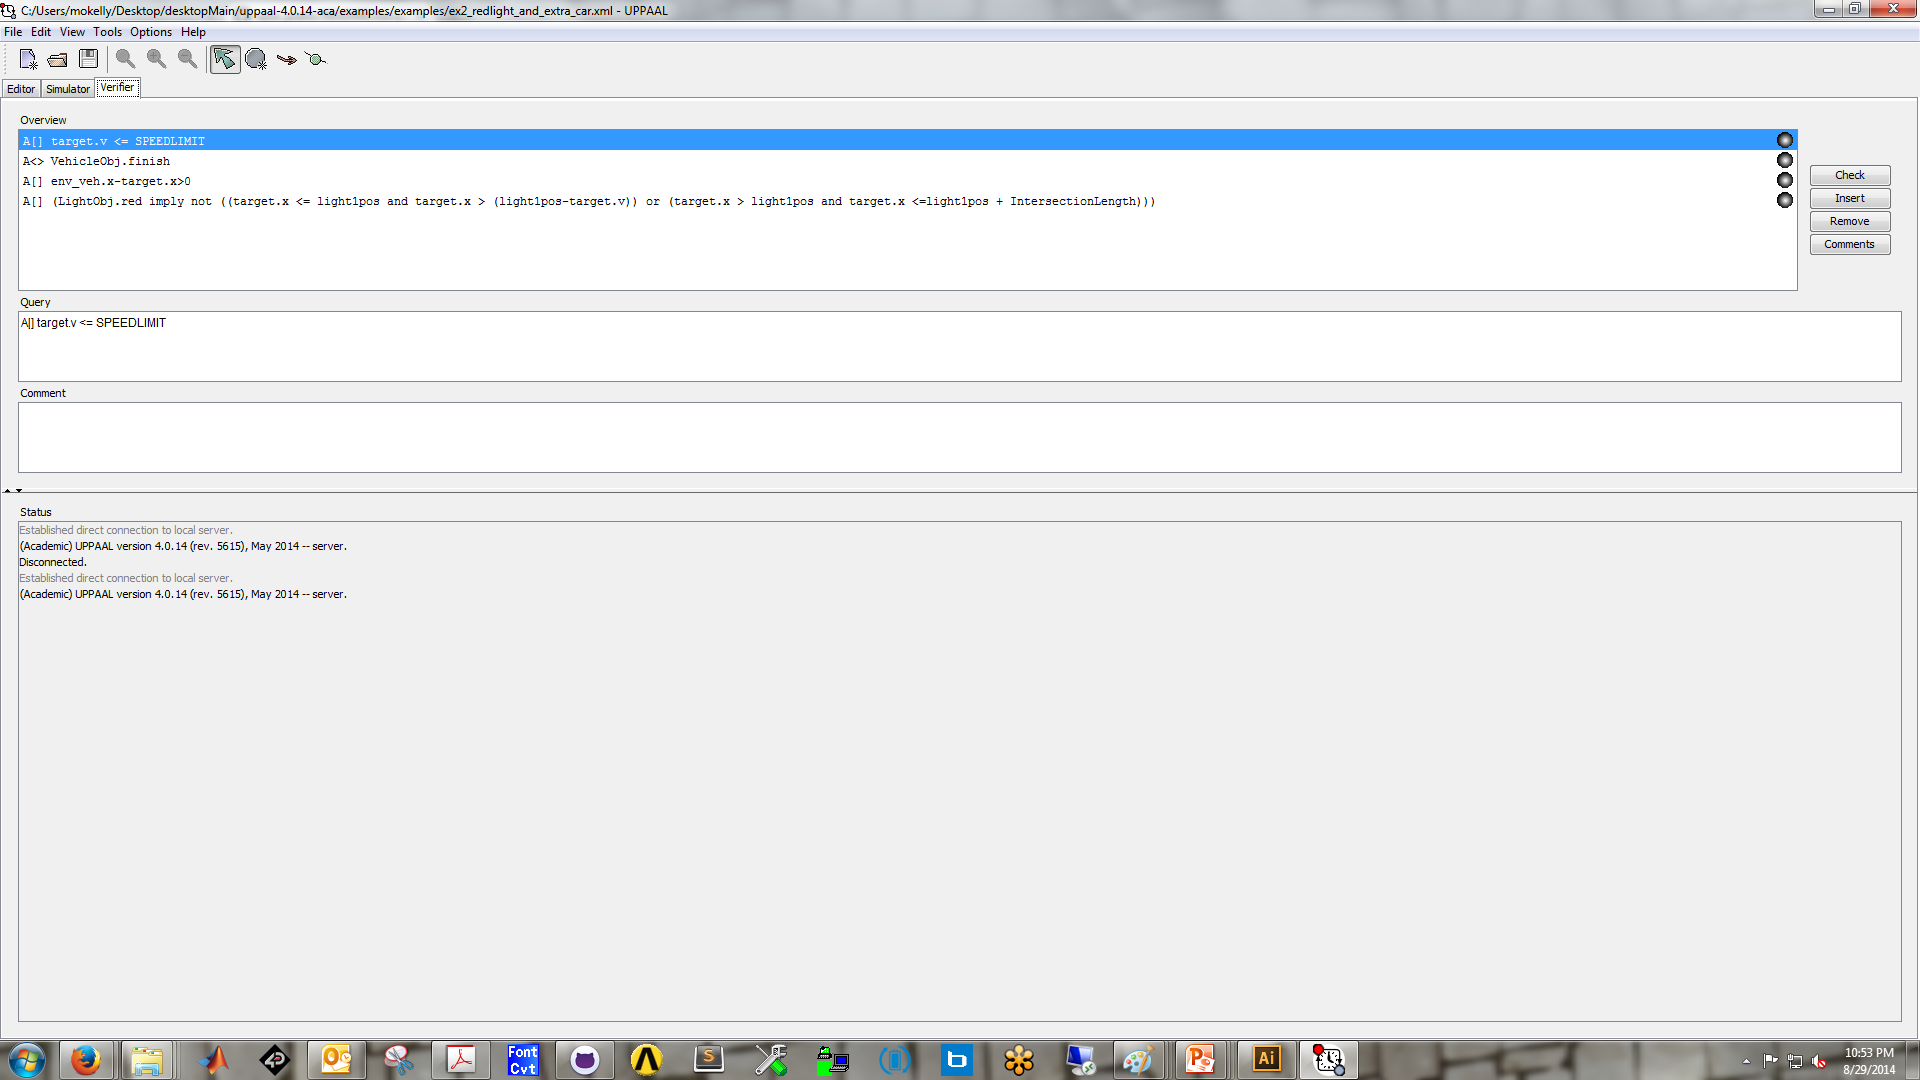 C:/Users/mokelly/Desktop/desktopMain/uppaal-4.0.14-aca/examples/examples/ex2_redlight_and_extra_car.xml - UPPAAL
File Edit View Tools Options Help
Editor Simulator Verifier
Overview
A[] target.v <= SPEEDLIMIT
A<> VehicleObj.finish
A[] env_veh.x-target.x>0
A[] (LightObj.red imply not ((target.x <= light1pos and target.x > (light1pos-target.v)) or (target.x > light1pos and target.x <=light1pos + IntersectionLength)))
Check
Insert
Remove
Comments
Query
A[] target.v <= SPEEDLIMIT
Comment
Status
Established direct connection to local server.
(Academic) UPPAAL version 4.0.14 (rev. 5615), May 2014 -- server.
Disconnected.
Established direct connection to local server.
(Academic) UPPAAL version 4.0.14 (rev. 5615), May 2014 -- server.
Font
Cvt
S
b
P
Ai
10:53 PM
8/29/2014